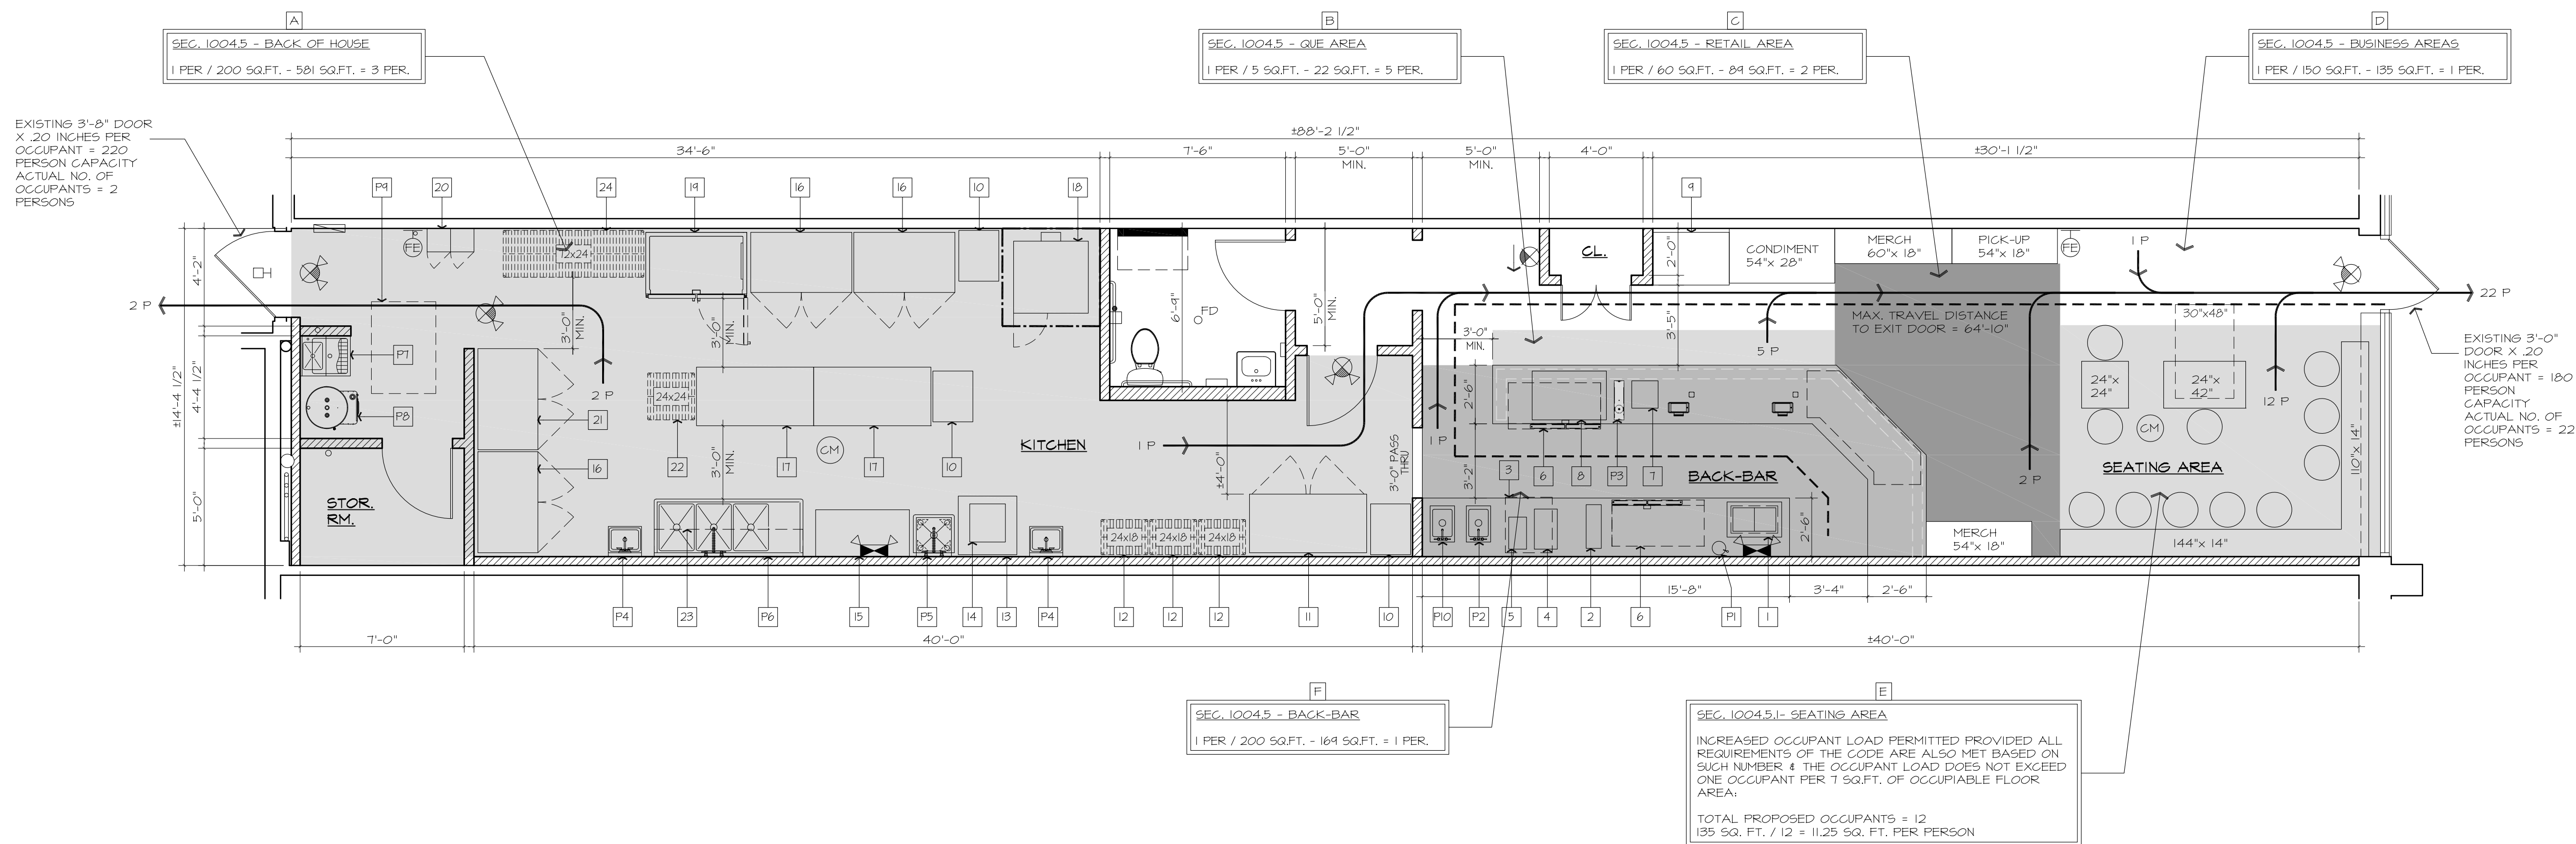 A
SEC. 1004.5 - BACK OF HOUSE
1 PER / 200 SQ.FT. - 581 SQ.FT. = 3 PER.
B
SEC. 1004.5 - QUE AREA
1 PER / 5 SQ.FT. - 22 SQ.FT. = 5 PER.
C
SEC. 1004.5 - RETAIL AREA
1 PER / 60 SQ.FT. - 89 SQ.FT. = 2 PER.
D
SEC. 1004.5 - BUSINESS AREAS
1 PER / 150 SQ.FT. - 135 SQ.FT. = 1 PER.
EXISTING 3'-8" DOOR
X .20 INCHES PER
OCCUPANT = 220
PERSON CAPACITY
ACTUAL NO. OF
OCCUPANTS = 2
PERSONS
±88'-2 1/2"
34'-6"
7'-6"
5'-0"
MIN.
5'-0"
MIN.
4'-0"
±30'-1 1/2"
P9
20
24
19
16
16
10
18
9
FE
12x24
FD
CL.
2'-0"
CONDIMENT
54"x 28"
MERCH
60"x 18"
PICK-UP
54"x 18"
FE
1 P
4'-2"
2 P
22 P
3'-0"
MIN.
3'-0"
MIN.
6'-9"
5'-0"
MIN.
3'-5"
3'-0"
MIN.
MAX. TRAVEL DISTANCE
TO EXIT DOOR = 64'-10"
5 P
30"x48"
EXISTING 3'-0"
DOOR X .20
INCHES PER
OCCUPANT = 180
PERSON
CAPACITY
ACTUAL NO. OF
OCCUPANTS = 22
PERSONS
±14'-4 1/2"
4'-4 1/2"
P7
P8
2 P
24x24
24"x
24"
24"x
42"
12 P
2'-6"
21
KITCHEN
1 P
1 P
CM
CM
16
22
17
17
10
3'-0"
MIN.
±4'-0"
3'-0" PASS
THRU
3'-2"
3
6
8
P3
7
BACK-BAR
2 P
SEATING AREA
110"x 14"
5'-0"
STOR.
RM.
24x18
24x18
24x18
2'-6"
MERCH
54"x 18"
144"x 14"
15'-8"
3'-4"
2'-6"
P4
23
P6
15
P5
14
13
P4
12
12
12
11
10
P10
P2
5
4
2
6
P1
1
7'-0"
40'-0"
±40'-0"
F
SEC. 1004.5 - BACK-BAR
1 PER / 200 SQ.FT. - 169 SQ.FT. = 1 PER.
E
SEC. 1004.5.1- SEATING AREA
INCREASED OCCUPANT LOAD PERMITTED PROVIDED ALL
REQUIREMENTS OF THE CODE ARE ALSO MET BASED ON
SUCH NUMBER & THE OCCUPANT LOAD DOES NOT EXCEED
ONE OCCUPANT PER 7 SQ.FT. OF OCCUPIABLE FLOOR
AREA:
TOTAL PROPOSED OCCUPANTS = 12
135 SQ. FT. / 12 = 11.25 SQ. FT. PER PERSON